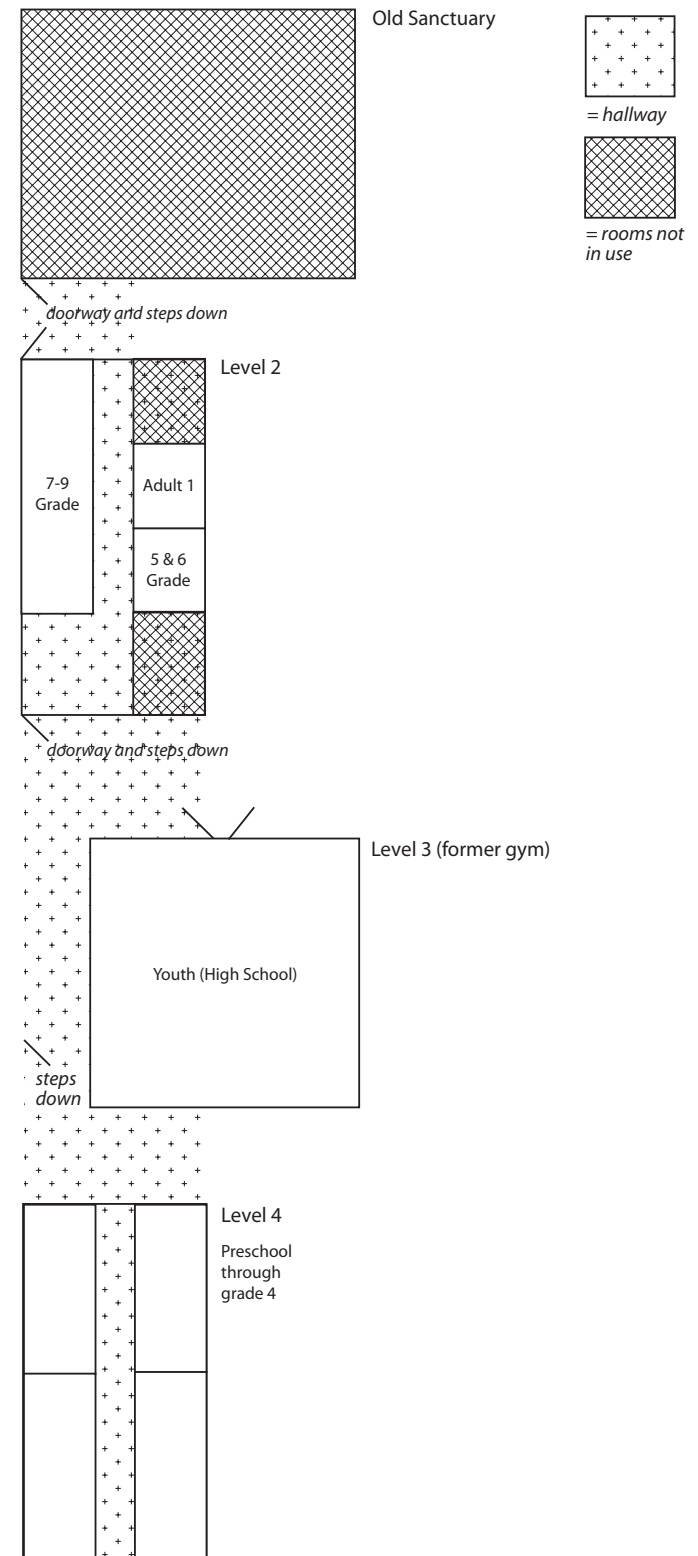 Old Sanctuary
= hallway
= rooms not
in use
doorway and steps down
Level 2
7-9
Grade
Adult 1
5 & 6
Grade
doorway and steps down
Level 3 (former gym)
Youth (High School)
steps
down
Level 4
Preschool
through
grade 4